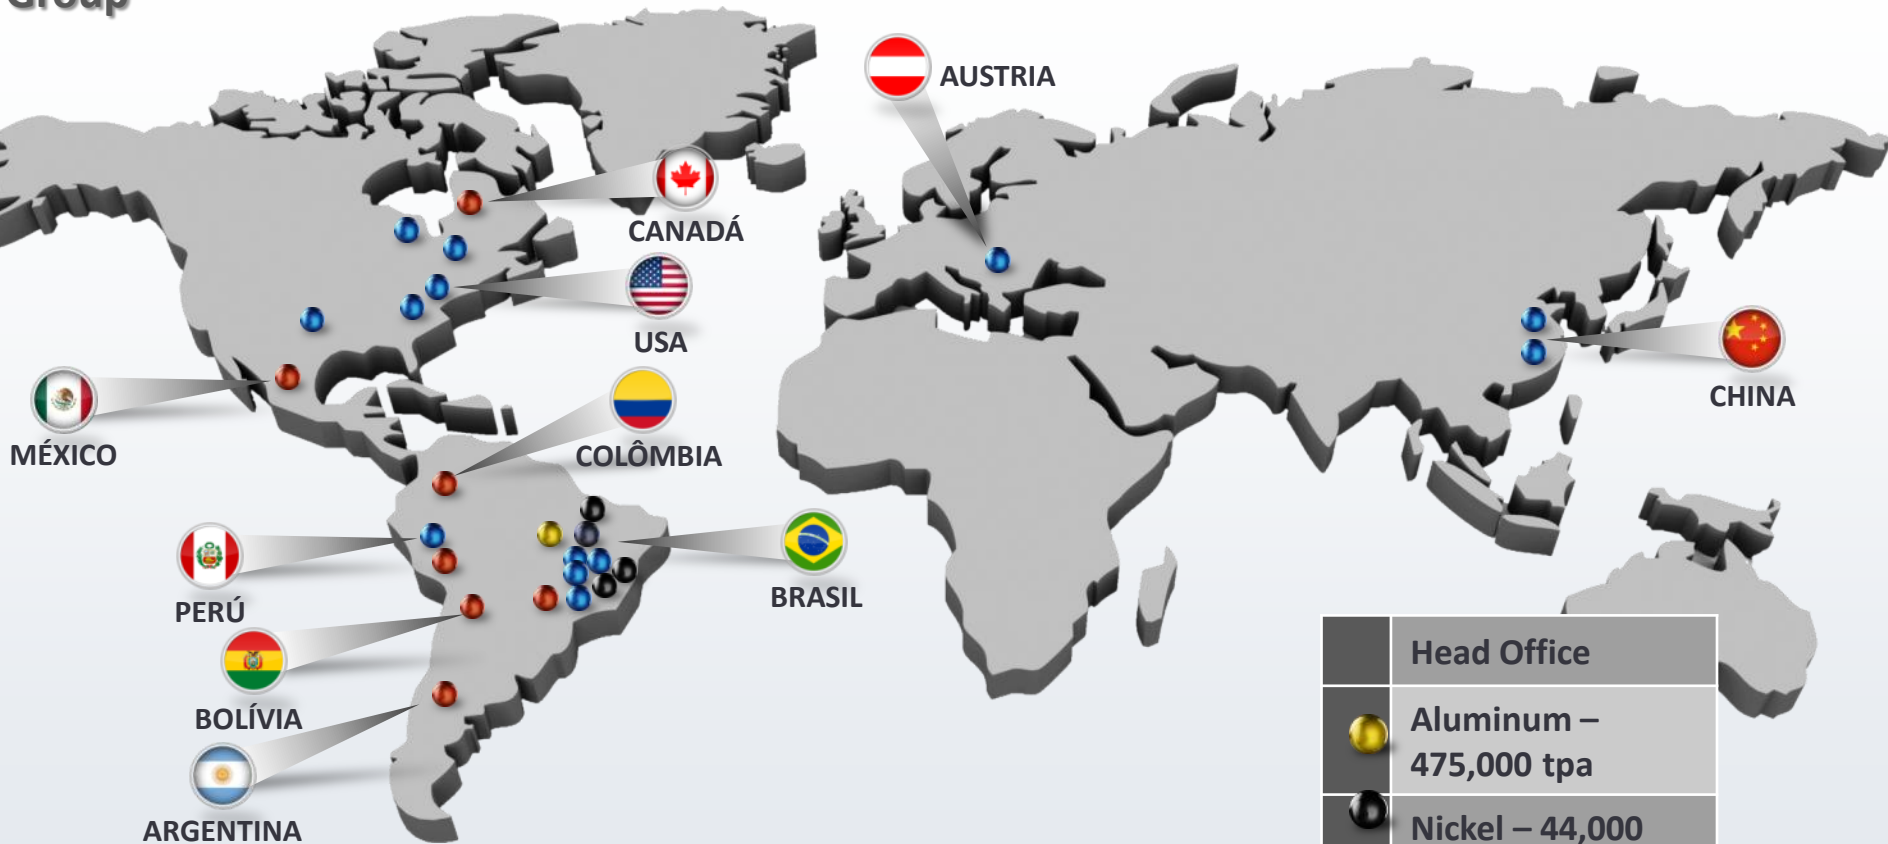 Group
AUSTRIA
CANADÁ
USA
MÉXICO
COLÔMBIA
CHINA
PERÚ
BRASIL
BOLÍVIA
ARGENTINA
Head Office
Aluminum –
475,000 tpa
Nickel – 44,000